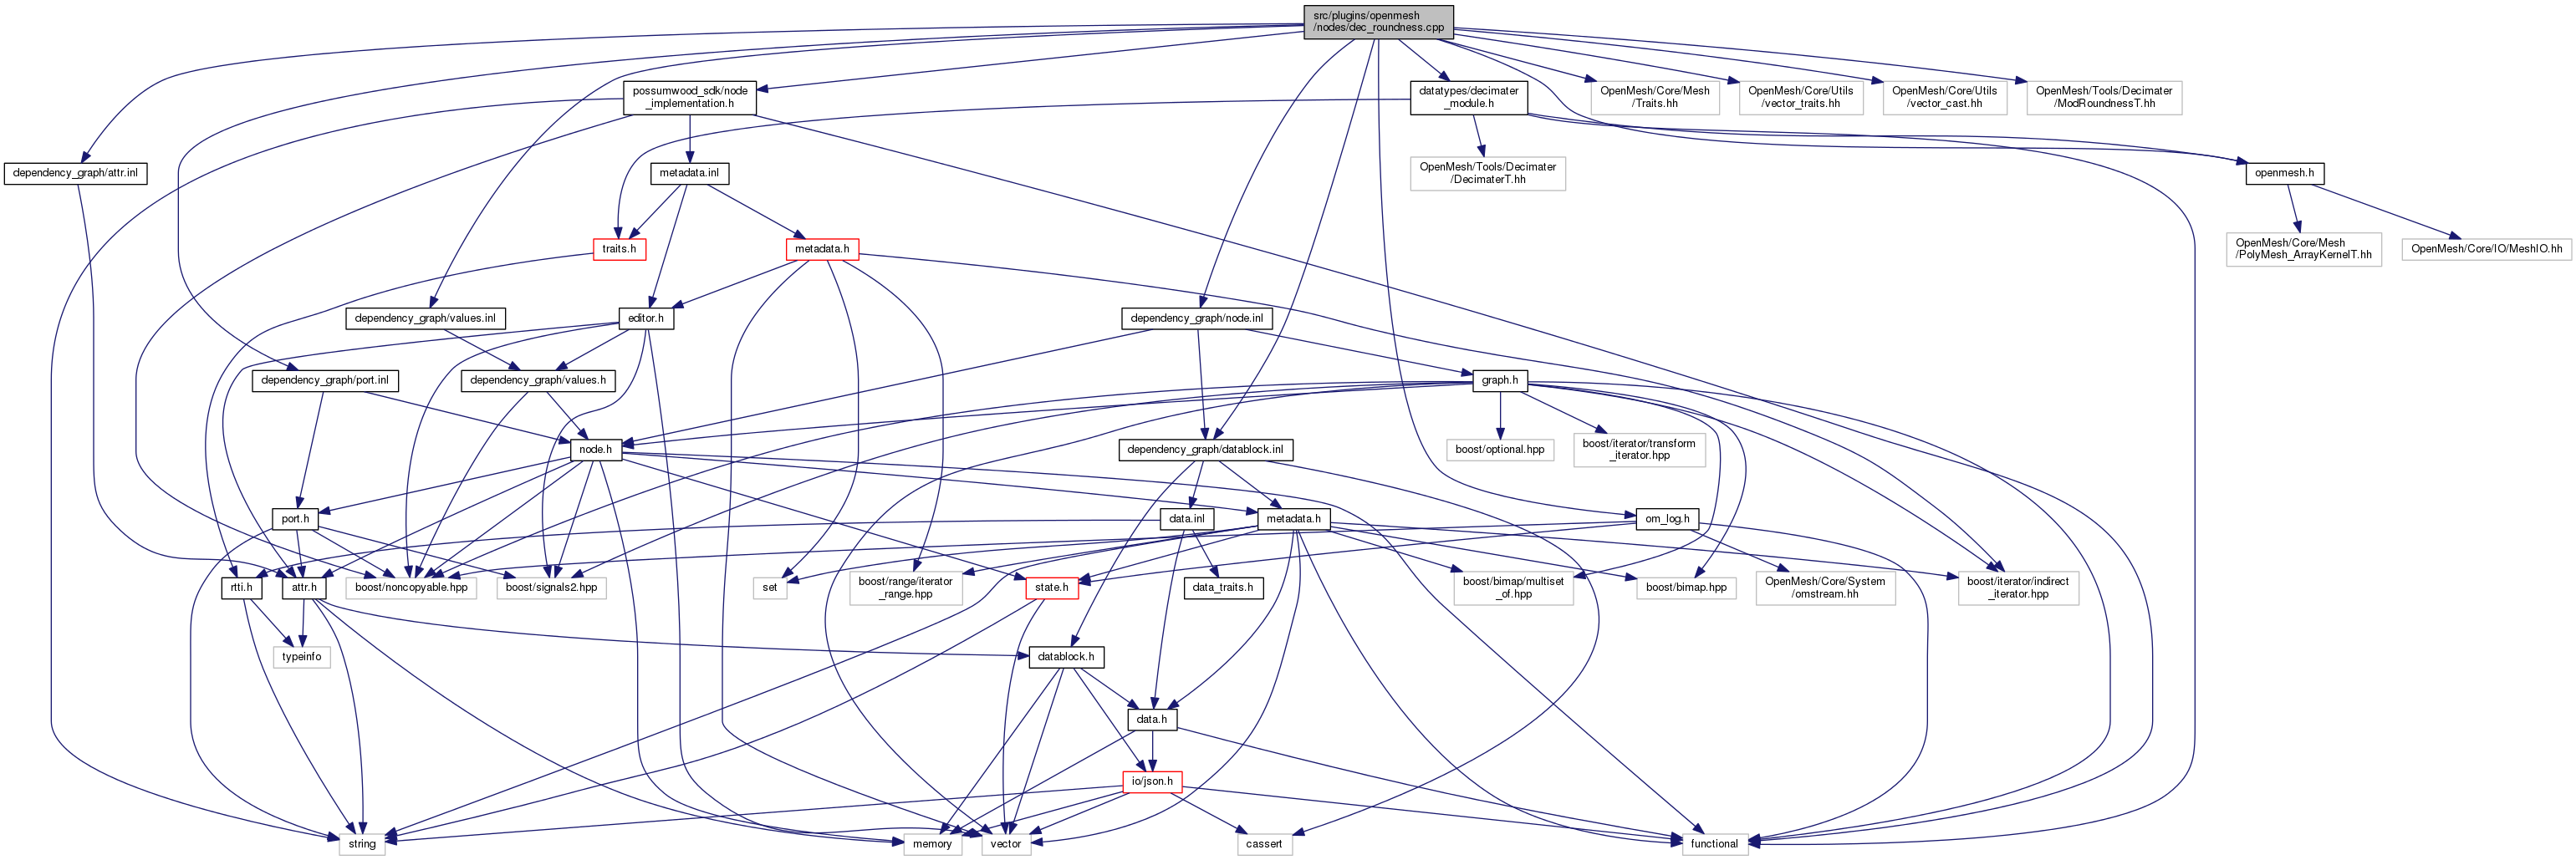 src/plugins/openmesh
/nodes/dec_roundness.cpp
possumwood_sdk/node
_implementation.h
datatypes/decimater
_module.h
OpenMesh/Core/Mesh
/Traits.hh
OpenMesh/Core/Utils
/vector_traits.hh
OpenMesh/Core/Utils
/vector_cast.hh
OpenMesh/Tools/Decimater
/ModRoundnessT.hh
dependency_graph/attr.inl
metadata.inl
OpenMesh/Tools/Decimater
/DecimaterT.hh
openmesh.h
traits.h
metadata.h
OpenMesh/Core/Mesh
/PolyMesh_ArrayKernelT.hh
OpenMesh/Core/IO/MeshIO.hh
dependency_graph/values.inl
editor.h
dependency_graph/node.inl
dependency_graph/port.inl
dependency_graph/values.h
graph.h
node.h
dependency_graph/datablock.inl
boost/optional.hpp
boost/iterator/transform
_iterator.hpp
port.h
data.inl
metadata.h
om_log.h
rtti.h
attr.h
boost/noncopyable.hpp
boost/signals2.hpp
set
boost/range/iterator
_range.hpp
state.h
data_traits.h
boost/bimap/multiset
_of.hpp
boost/bimap.hpp
OpenMesh/Core/System
/omstream.hh
boost/iterator/indirect
_iterator.hpp
typeinfo
datablock.h
data.h
io/json.h
string
memory
vector
cassert
functional